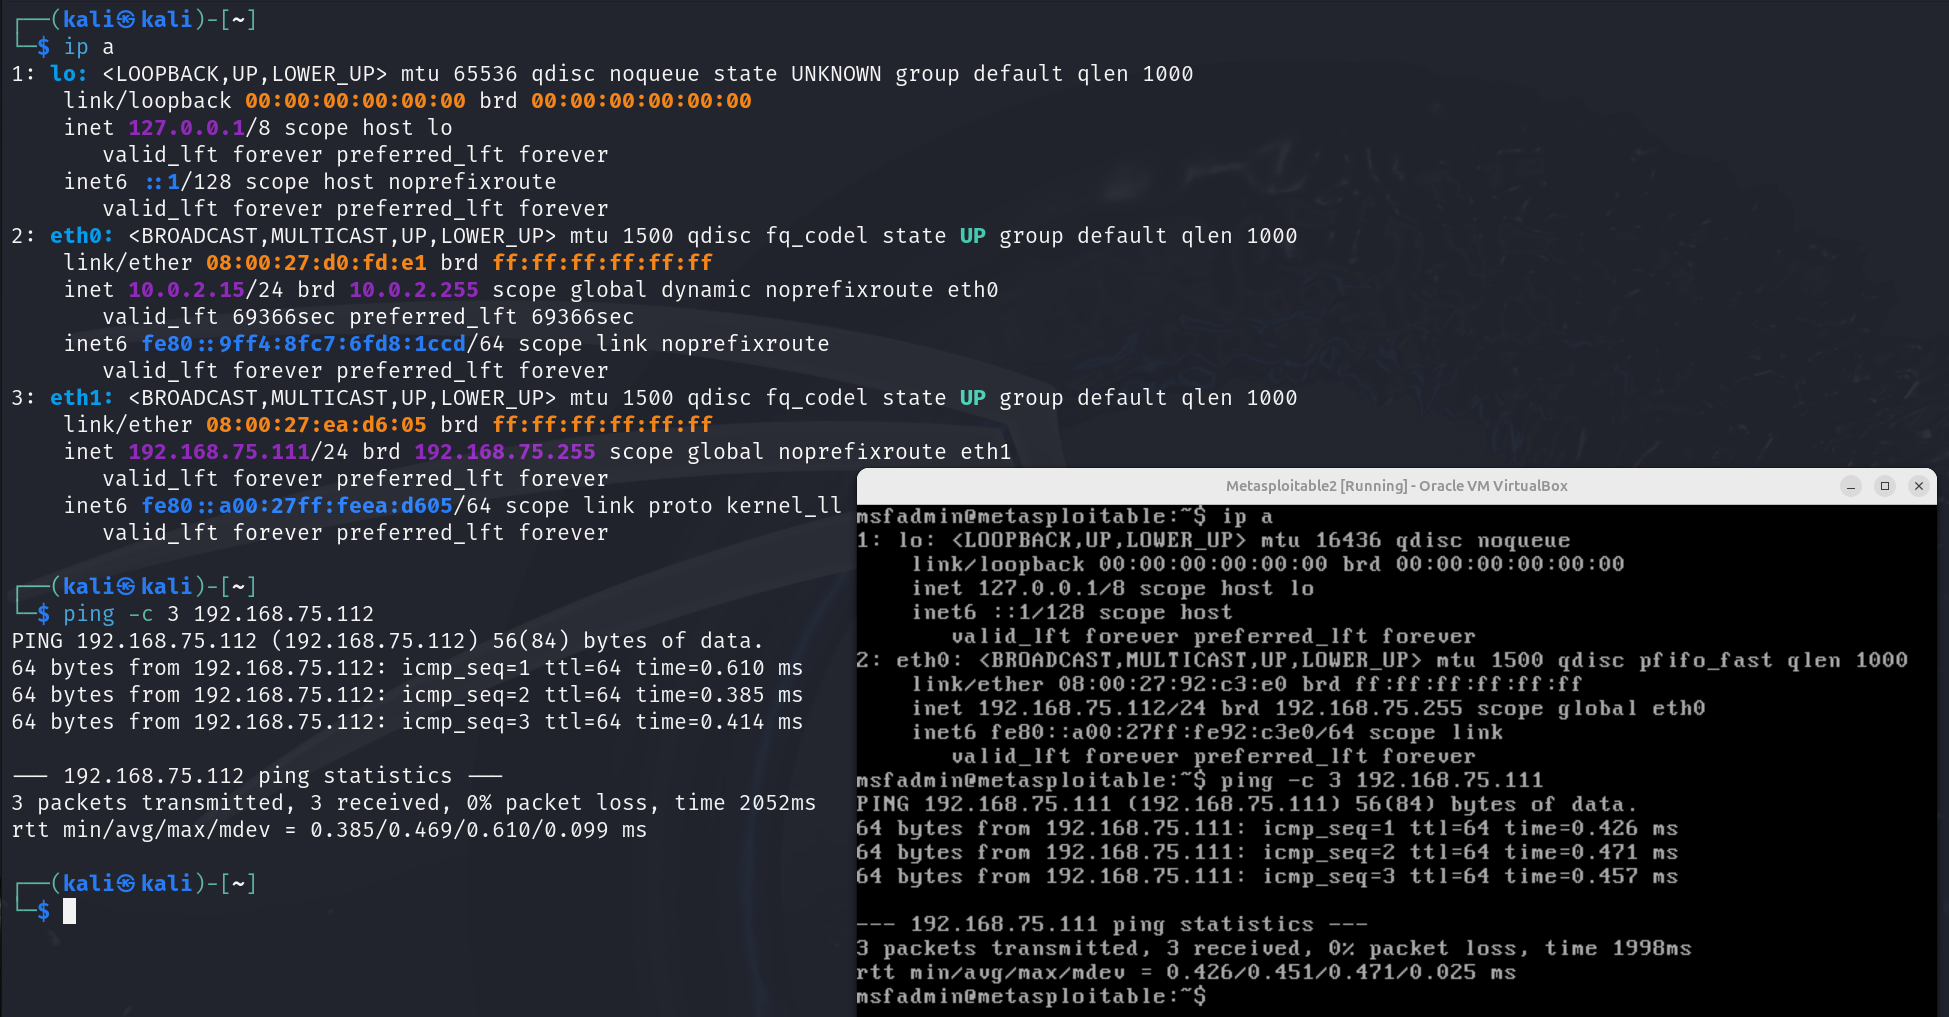 ┌──(kali㉿kali)-[~]
└─$ ip a
1: lo: <LOOPBACK,UP,LOWER_UP> mtu 65536 qdisc noqueue state UNKNOWN group default qlen 1000
    link/loopback 00:00:00:00:00:00 brd 00:00:00:00:00:00
    inet 127.0.0.1/8 scope host lo
       valid_lft forever preferred_lft forever
    inet6 ::1/128 scope host noprefixroute
       valid_lft forever preferred_lft forever
2: eth0: <BROADCAST,MULTICAST,UP,LOWER_UP> mtu 1500 qdisc fq_codel state UP group default qlen 1000
    link/ether 08:00:27:d0:fd:e1 brd ff:ff:ff:ff:ff:ff
    inet 10.0.2.15/24 brd 10.0.2.255 scope global dynamic noprefixroute eth0
       valid_lft 69366sec preferred_lft 69366sec
    inet6 fe80::9ff4:8fc7:6fd8:1ccd/64 scope link noprefixroute
       valid_lft forever preferred_lft forever
3: eth1: <BROADCAST,MULTICAST,UP,LOWER_UP> mtu 1500 qdisc fq_codel state UP group default qlen 1000
    link/ether 08:00:27:ea:d6:05 brd ff:ff:ff:ff:ff:ff
    inet 192.168.75.111/24 brd 192.168.75.255 scope global noprefixroute eth1
       valid_lft forever preferred_lft forever
    inet6 fe80::a00:27ff:feea:d605/64 scope link proto kernel_ll
       valid_lft forever preferred_lft forever
┌──(kali㉿kali)-[~]
└─$ ping -c 3 192.168.75.112
PING 192.168.75.112 (192.168.75.112) 56(84) bytes of data.
64 bytes from 192.168.75.112: icmp_seq=1 ttl=64 time=0.610 ms
64 bytes from 192.168.75.112: icmp_seq=2 ttl=64 time=0.385 ms
64 bytes from 192.168.75.112: icmp_seq=3 ttl=64 time=0.414 ms
--- 192.168.75.112 ping statistics ---
3 packets transmitted, 3 received, 0% packet loss, time 2052ms
rtt min/avg/max/mdev = 0.385/0.469/0.610/0.099 ms
┌──(kali㉿kali)-[~]
└─$
Metasploitable2 [Running] - Oracle VM VirtualBox
msfadmin@metasploitable:~$ ip a
1: lo: <LOOPBACK,UP,LOWER_UP> mtu 16436 qdisc noqueue
    link/loopback 00:00:00:00:00:00 brd 00:00:00:00:00:00
    inet 127.0.0.1/8 scope host lo
    inet6 ::1/128 scope host
       valid_lft forever preferred_lft forever
2: eth0: <BROADCAST,MULTICAST,UP,LOWER_UP> mtu 1500 qdisc pfifo_fast qlen 1000
    link/ether 08:00:27:92:c3:e0 brd ff:ff:ff:ff:ff:ff
    inet 192.168.75.112/24 brd 192.168.75.255 scope global eth0
    inet6 fe80::a00:27ff:fe92:c3e0/64 scope link
       valid_lft forever preferred_lft forever
msfadmin@metasploitable:~$ ping -c 3 192.168.75.111
PING 192.168.75.111 (192.168.75.111) 56(84) bytes of data.
64 bytes from 192.168.75.111: icmp_seq=1 ttl=64 time=0.426 ms
64 bytes from 192.168.75.111: icmp_seq=2 ttl=64 time=0.471 ms
64 bytes from 192.168.75.111: icmp_seq=3 ttl=64 time=0.457 ms
--- 192.168.75.111 ping statistics ---
3 packets transmitted, 3 received, 0% packet loss, time 1998ms
rtt min/avg/max/mdev = 0.426/0.451/0.471/0.025 ms
msfadmin@metasploitable:~$